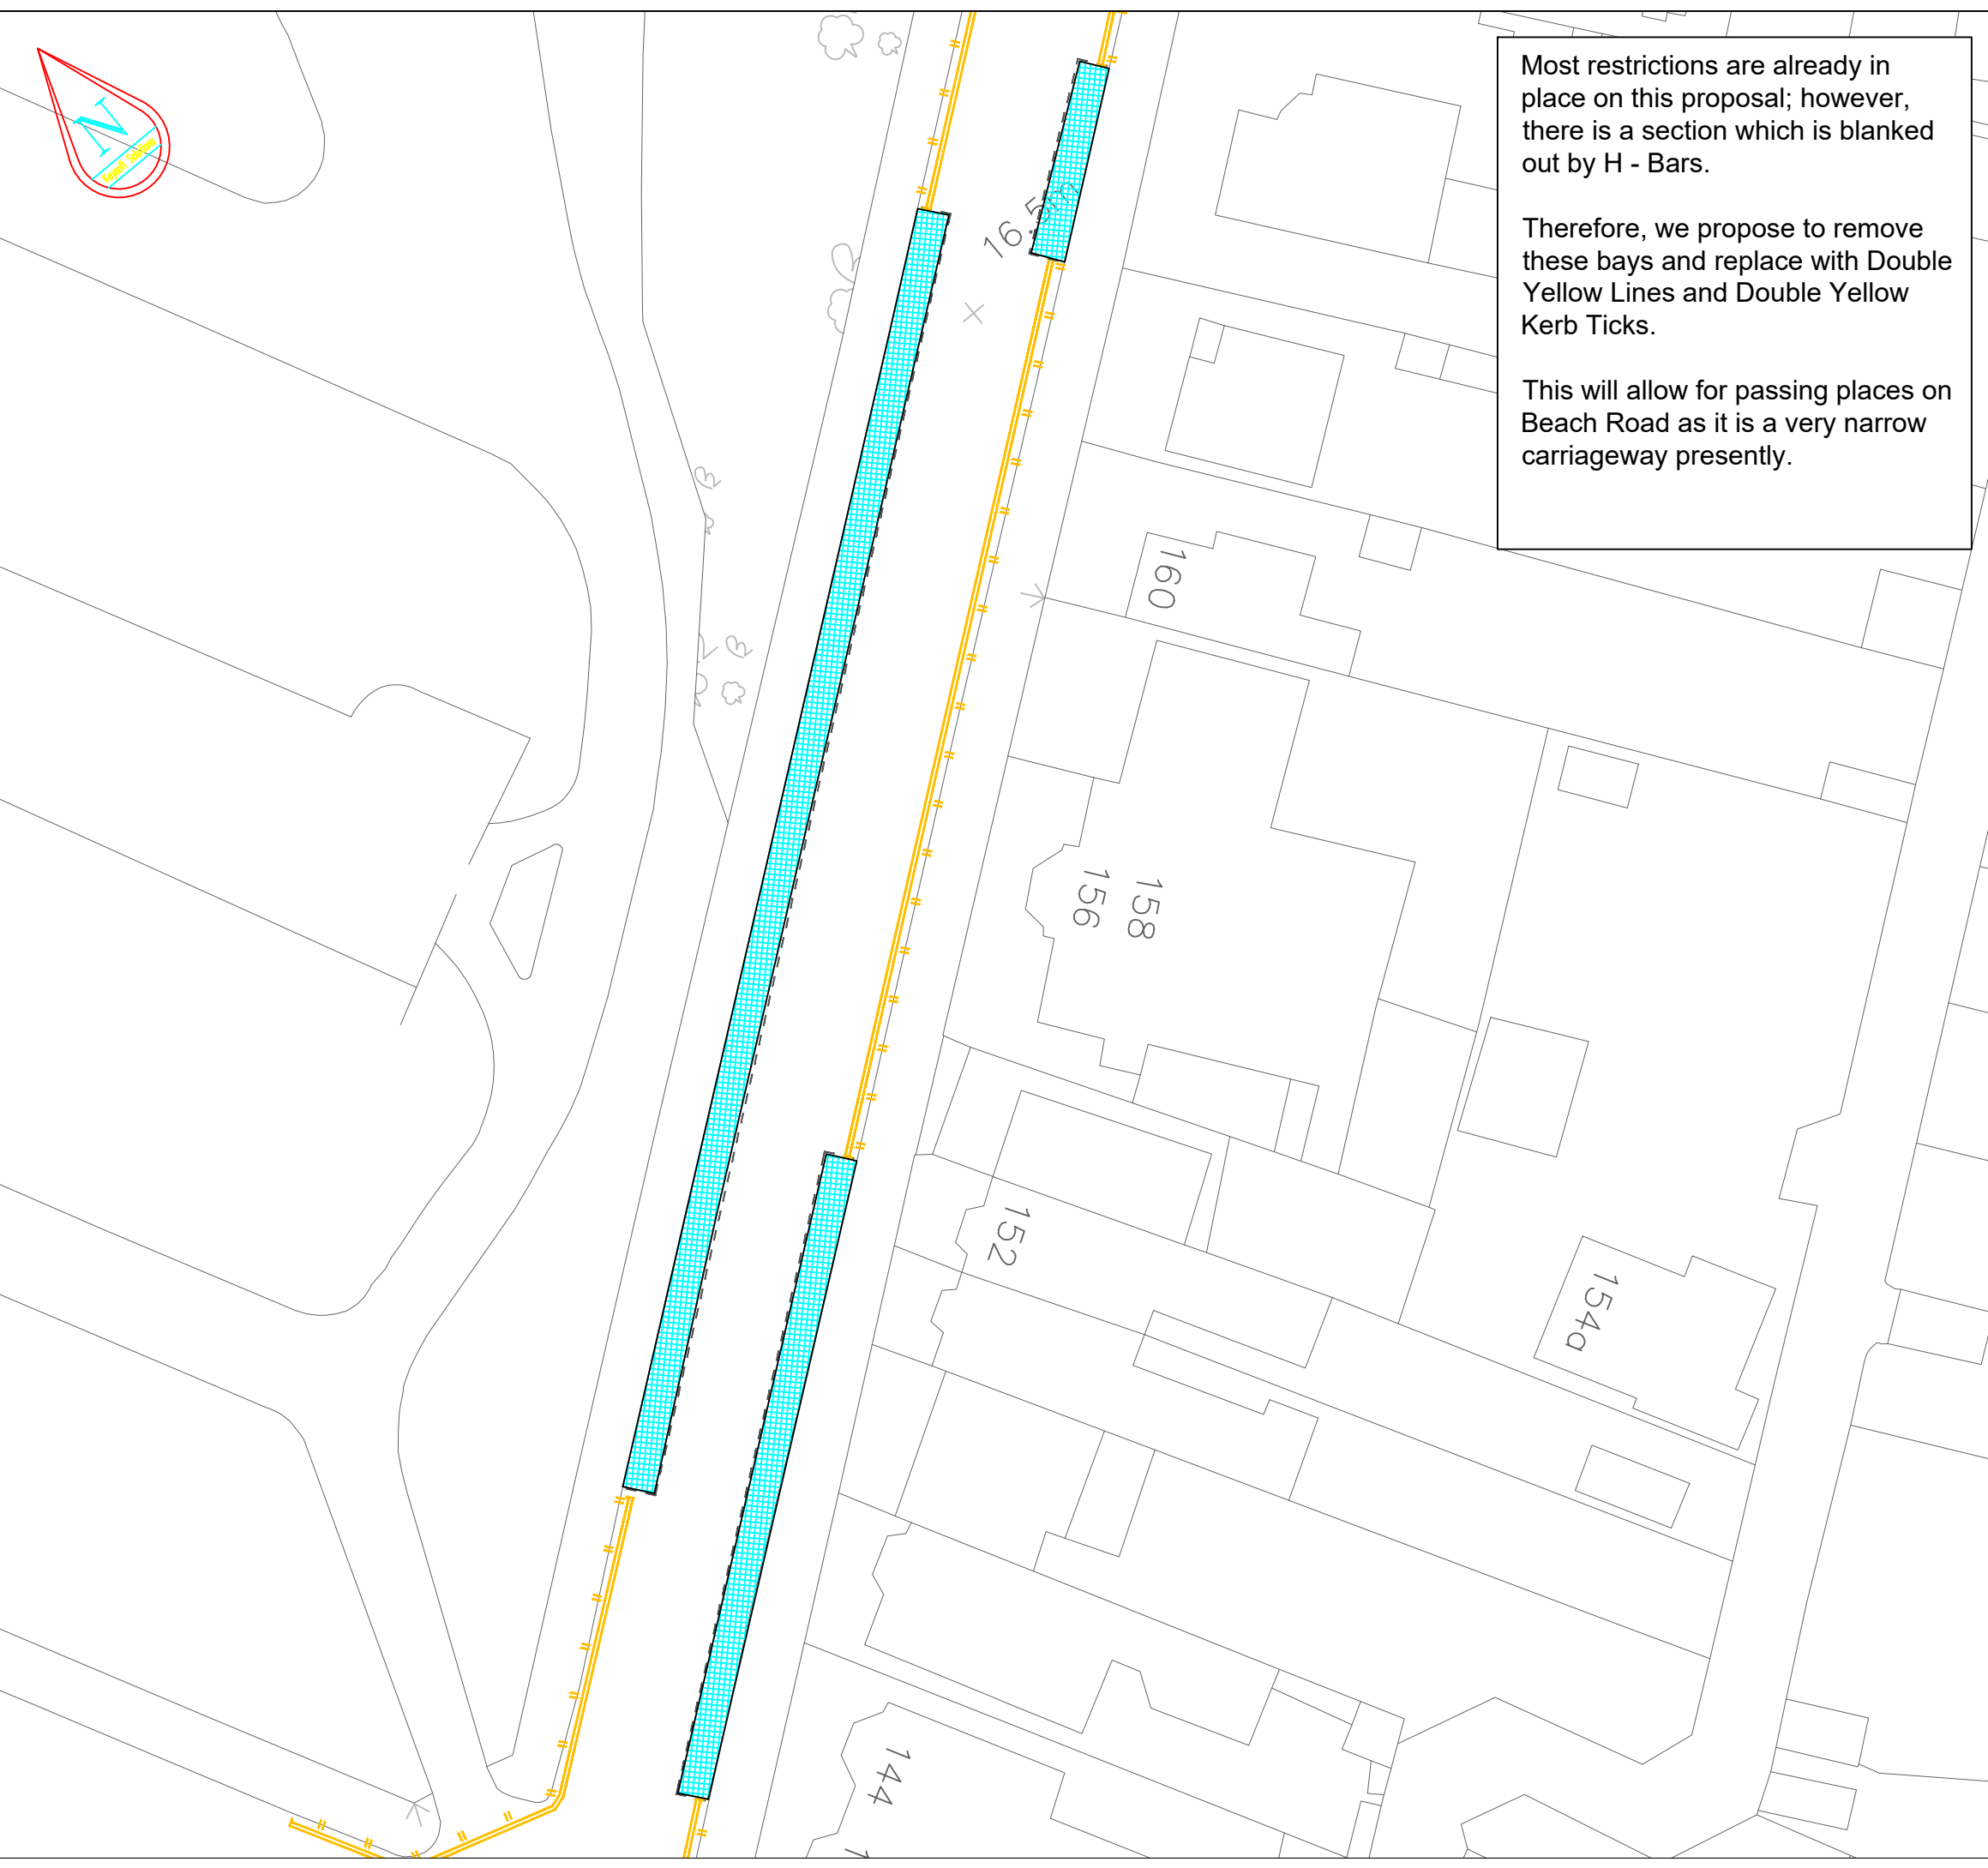 N
Keysoft Solutions
16.5m
Most restrictions are already in
place on this proposal; however,
there is a section which is blanked
out by H - Bars.
Therefore, we propose to remove
these bays and replace with Double
Yellow Lines and Double Yellow
Kerb Ticks.
This will allow for passing places on
Beach Road as it is a very narrow
carriageway presently.
160
156
158
152
154a
144